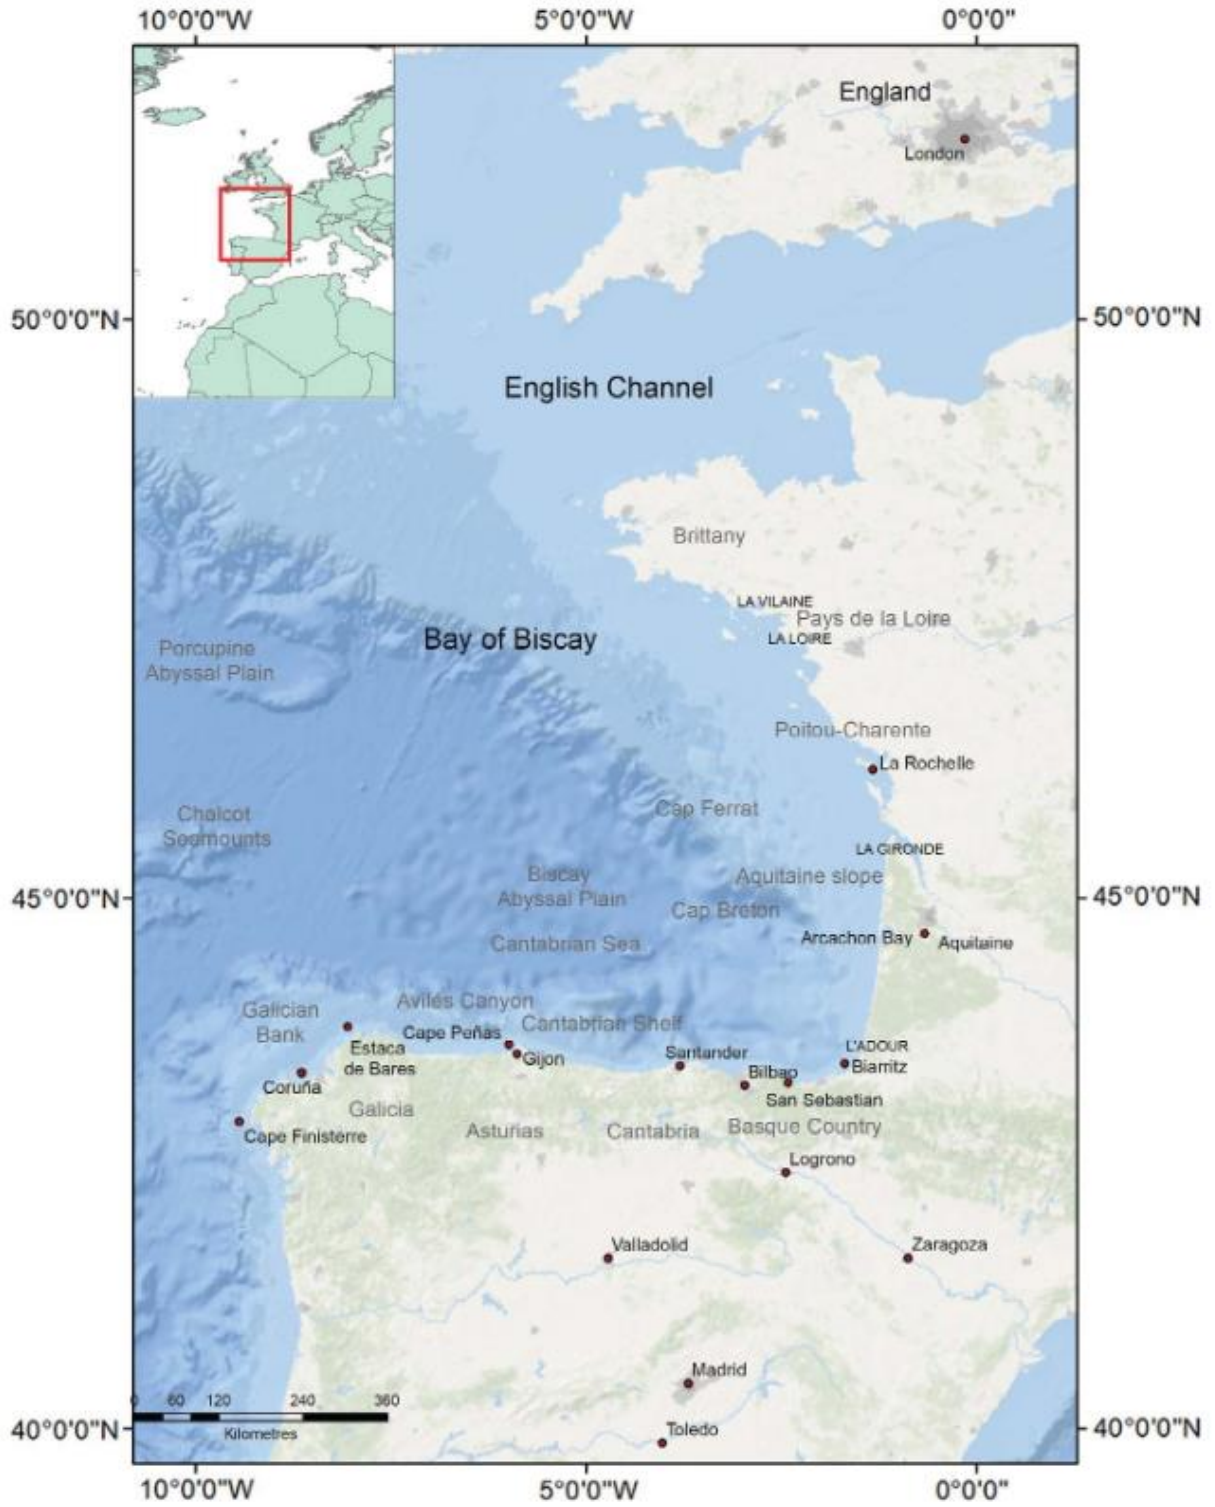 10°0'0"W
5°0'0"W
0°0'0"
England
London
50°0'0"N
50°0'0"N
English Channel
Brittany
LA VILAINE
Pays de la Loire
LA LOIRE
Bay of Biscay
Porcupine
Abyssal Plain
Poitou-Charente
La Rochelle
Cap Ferrat
Chalcot
Seamounts
LA GIRONDE
Biscay
Abyssal Plain
Aquitaine slope
45°0'0"N
45°0'0"N
Cap Breton
Arcachon Bay
Aquitaine
Cantabrian Sea
Avilés Canyon
Galician
Bank
Cantabrian Shelf
Cape Peñas
Estaca
de Bares
Gijon
Santander
L'ADOUR
Biarritz
Bilbao
Coruña
San Sebastian
Galicia
Cape Finisterre
Asturias
Cantabria
Basque Country
Logrono
Valladolid
Zaragoza
Madrid
0 60 120 240 360
Kilometres
Toledo
40°0'0"N
40°0'0"N
10°0'0"W
5°0'0"W
0°0'0"